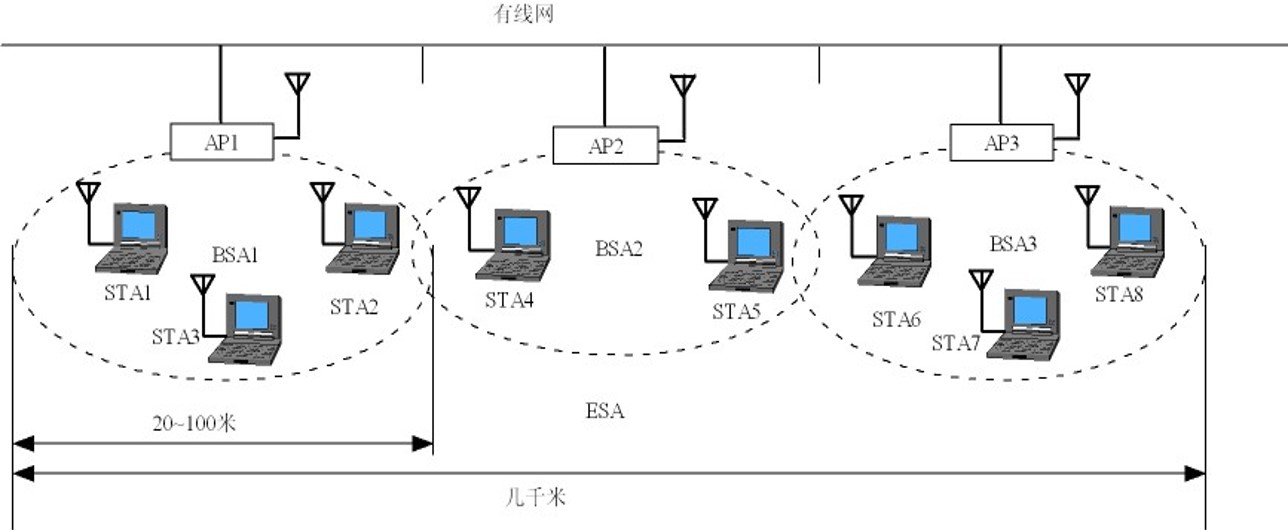 有线网
AP1
AP2
AP3
BSA1
BSA2
BSA3
STA1
STA2
STA3
STA4
STA5
STA6
STA7
STA8
ESA
20~100米
几千米